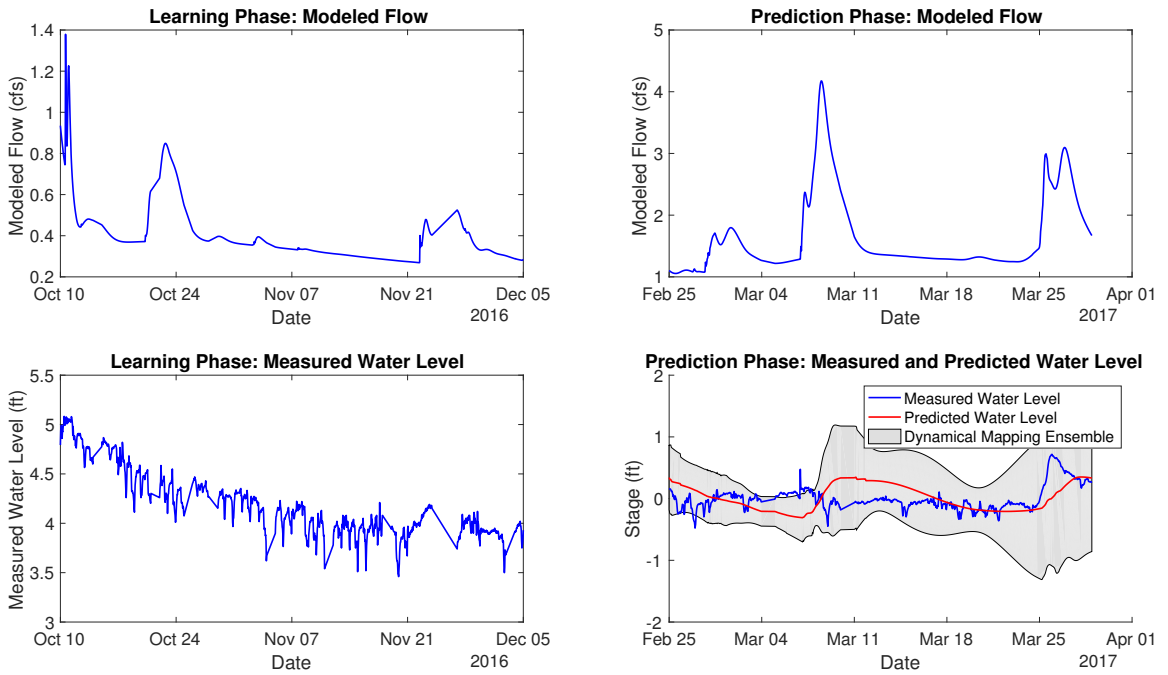 Learning Phase: Modeled Flow
Modeled Flow (cfs)
1.4
1.2
1
0.8
0.6
0.4
0.2
Oct 10 Oct 24 Nov 07 Nov 21 Dec 05
Date
2016
Prediction Phase: Modeled Flow
Modeled Flow (cfs)
5
4
3
2
1
Feb 25 Mar 04 Mar 11 Mar 18 Mar 25 Apr 01
Date
2017
Learning Phase: Measured Water Level
Measured Water Level (ft)
5.5
5
4.5
4
3.5
3
Oct 10 Oct 24 Nov 07 Nov 21 Dec 05
Date
2016
Prediction Phase: Measured and Predicted Water Level
Stage (ft)
2
1
0
-1
-2
Measured Water Level
Predicted Water Level
Dynamical Mapping Ensemble
Feb 25 Mar 04 Mar 11 Mar 18 Mar 25 Apr 01
Date
2017